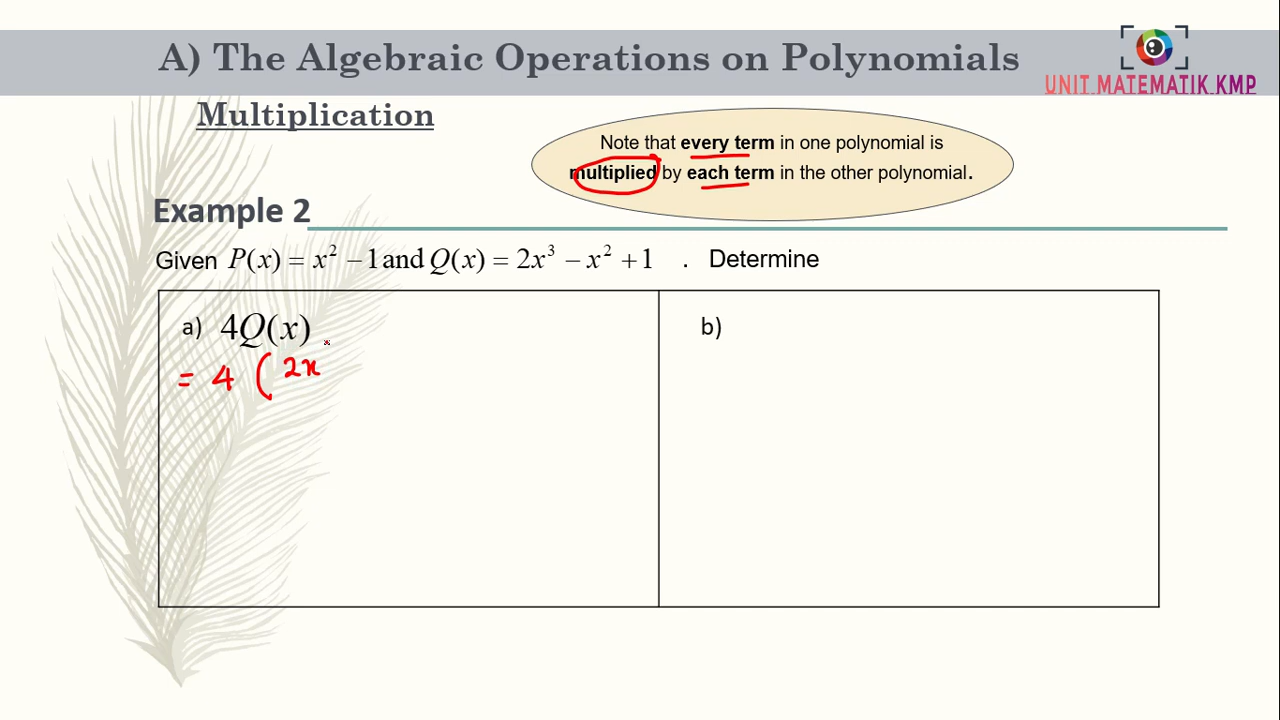 A) The Algebraic Operations on Polynomials
UNIT MATEMATIK KMP
Multiplication
Note that every term in one polynomial is
multiplied by each term in the other polynomial.
Example 2
Given P(x) = x² − 1 and Q(x) = 2x³ − x² + 1 . Determine
a) 4Q(x)
b)
= 4 ( 2x